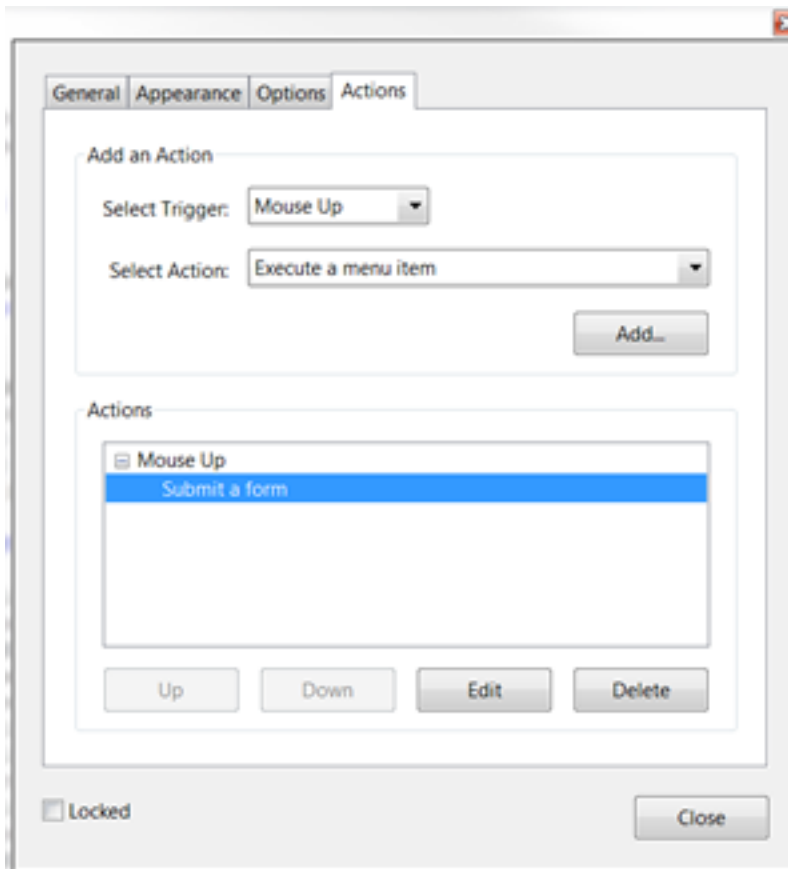 General Appearance Options Actions
Add an Action
Select Trigger: Mouse Up
Select Action: Execute a menu item
Add...
Actions
Mouse Up
Submit a form
Up Down Edit Delete
Locked
Close